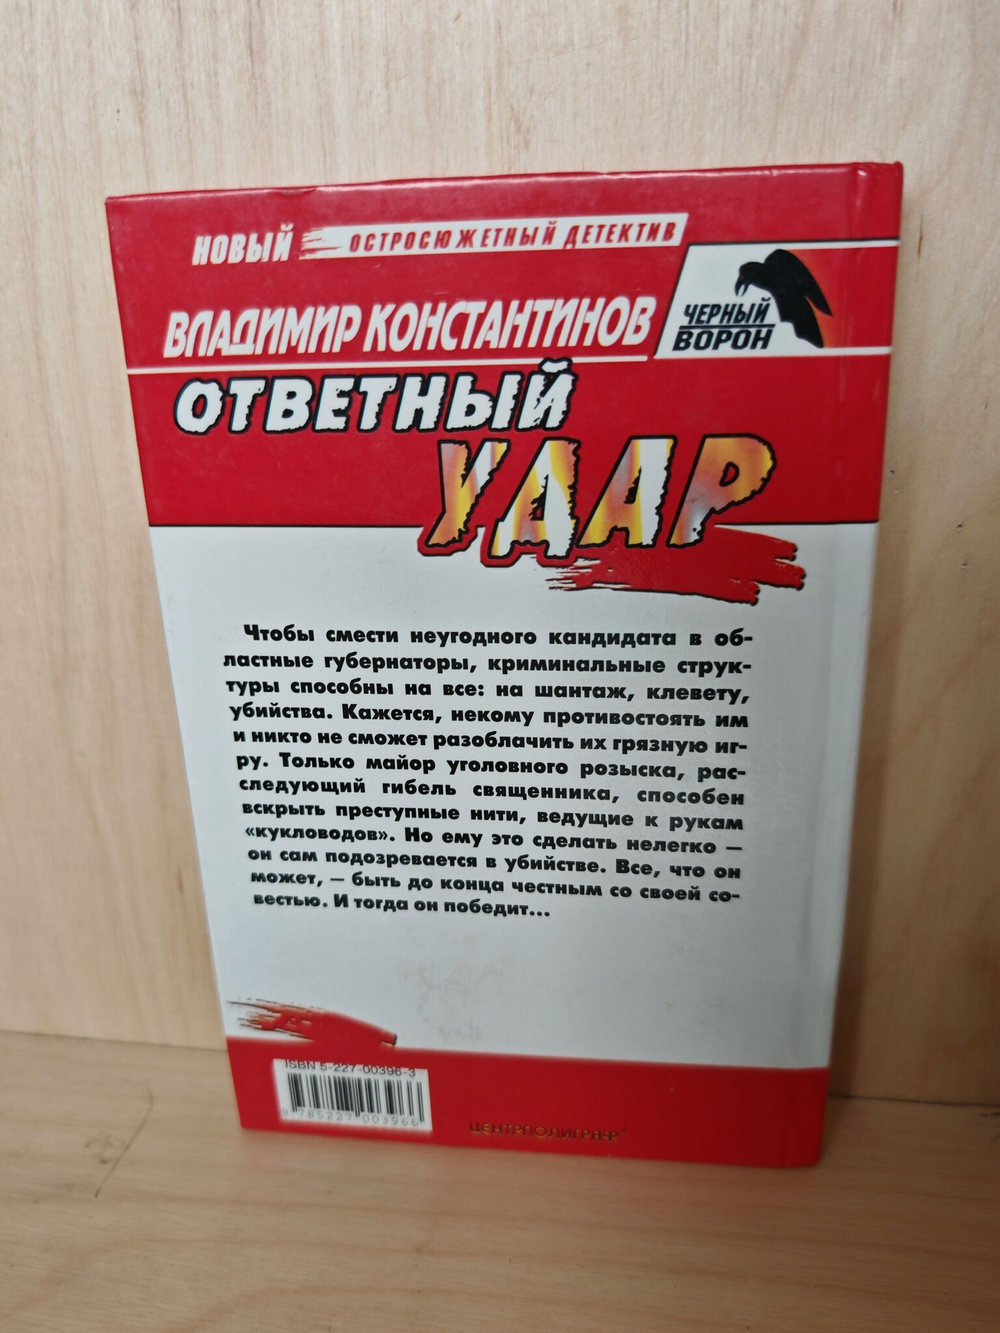 НОВЫЙ ОСТРОСЮЖЕТНЫЙ ДЕТЕКТИВ
ВЛАДИМИР КОНСТАНТИНОВ
ЧЕРНЫЙ
ВОРОН
ОТВЕТНЫЙ
УДАР
Чтобы смести неугодного кандидата в об-
ластные губернаторы, криминальные струк-
туры способны на все: на шантаж, клевету,
убийства. Кажется, некому противостоять им
и никто не сможет разоблачить их грязную иг-
ру. Только майор уголовного розыска, рас-
следующий гибель священника, способен
вскрыть преступные нити, ведущие к рукам
«кукловодов». Но ему это сделать нелегко —
он сам подозревается в убийстве. Все, что он
может, — быть до конца честным со своей со-
вестью. И тогда он победит...
ISBN 5-227-00396-3
9 785227 003966
ЦЕНТРПОЛИГРАФ